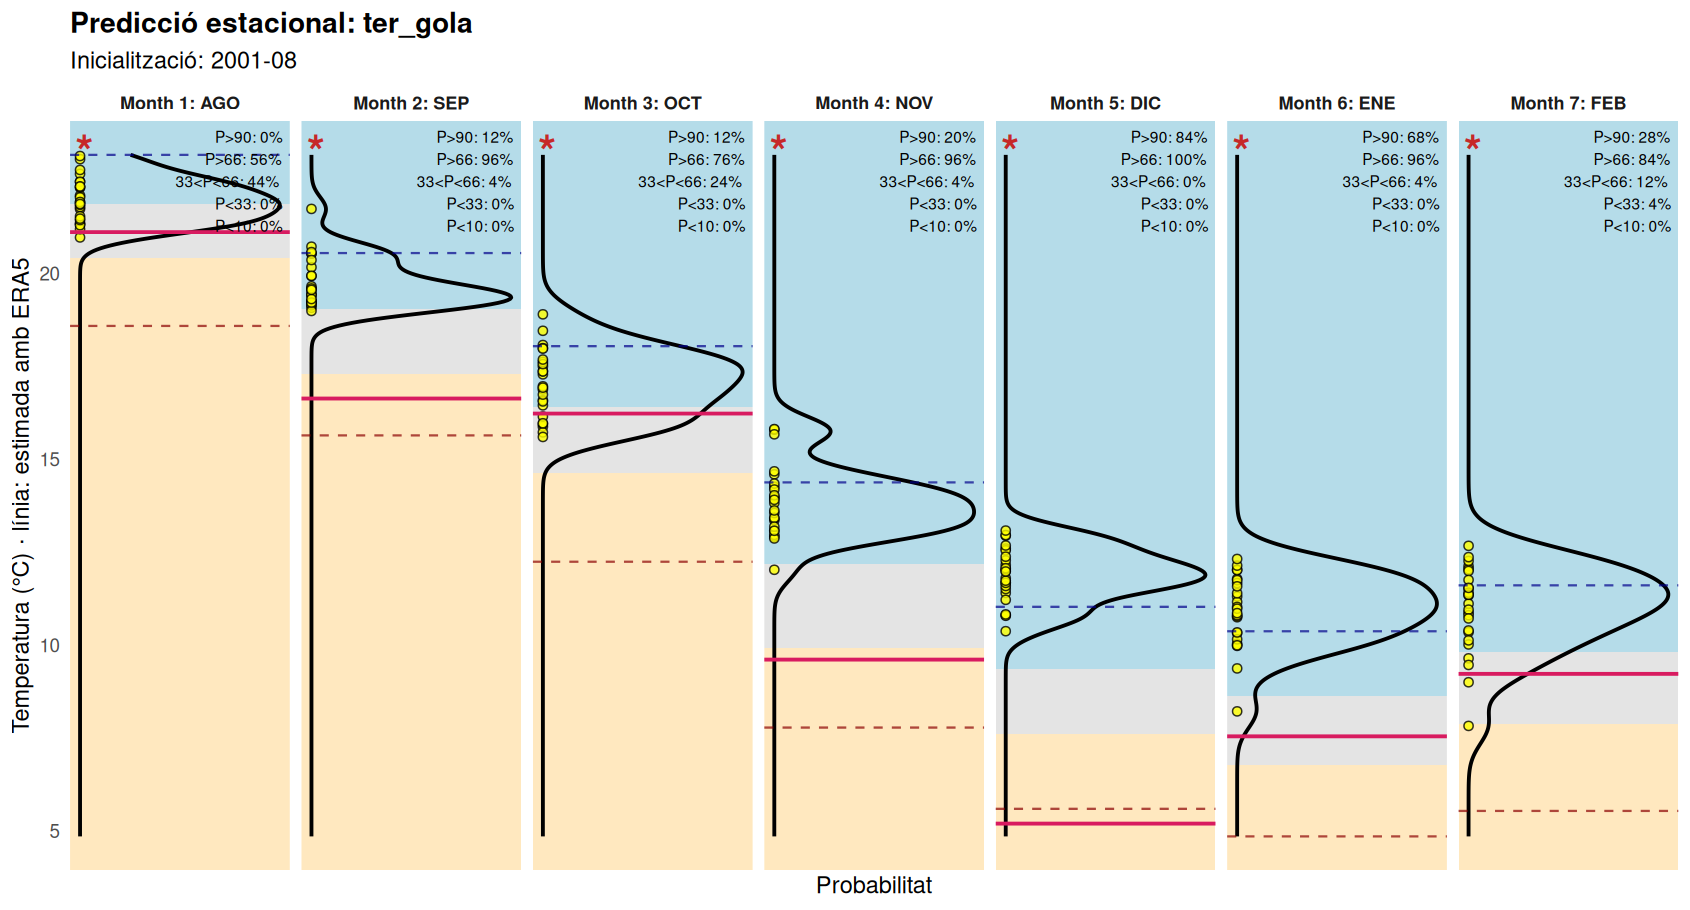 Predicció estacional: ter_gola
Inicialització: 2001-08
Month 1: AGO
Month 2: SEP
Month 3: OCT
Month 4: NOV
Month 5: DIC
Month 6: ENE
Month 7: FEB
*
P>90: 0%
P>66: 56%
33<P<66: 44%
P<33: 0%
P<10: 0%
*
P>90: 12%
P>66: 96%
33<P<66: 4%
P<33: 0%
P<10: 0%
*
P>90: 12%
P>66: 76%
33<P<66: 24%
P<33: 0%
P<10: 0%
*
P>90: 20%
P>66: 96%
33<P<66: 4%
P<33: 0%
P<10: 0%
*
P>90: 84%
P>66: 100%
33<P<66: 0%
P<33: 0%
P<10: 0%
*
P>90: 68%
P>66: 96%
33<P<66: 4%
P<33: 0%
P<10: 0%
*
P>90: 28%
P>66: 84%
33<P<66: 12%
P<33: 4%
P<10: 0%
Temperatura (°C) · línia: estimada amb ERA5
20
15
10
5
Probabilitat